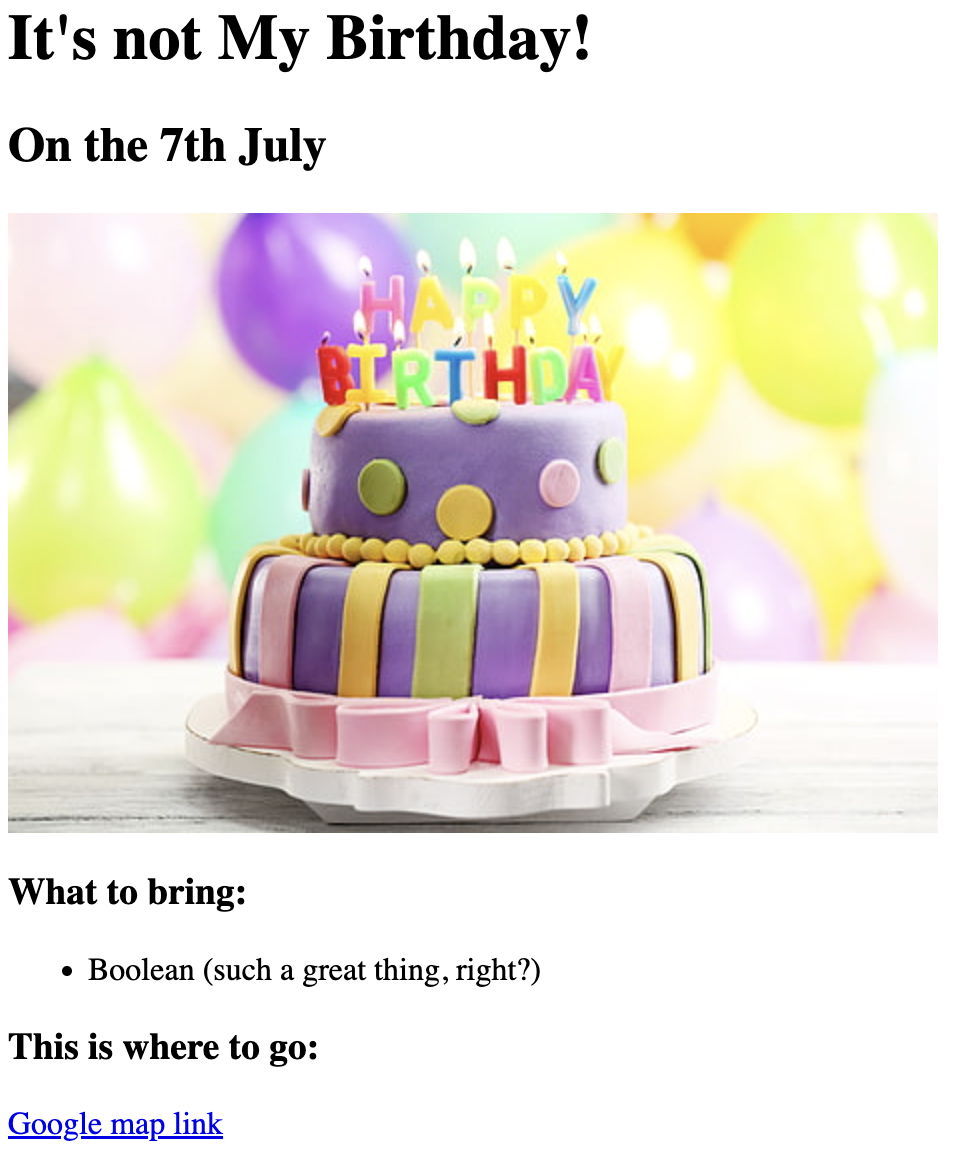 It's not My Birthday!
On the 7th July
HAPPY
BIRTHDAY
What to bring:
Boolean (such a great thing, right?)
This is where to go:
Google map link